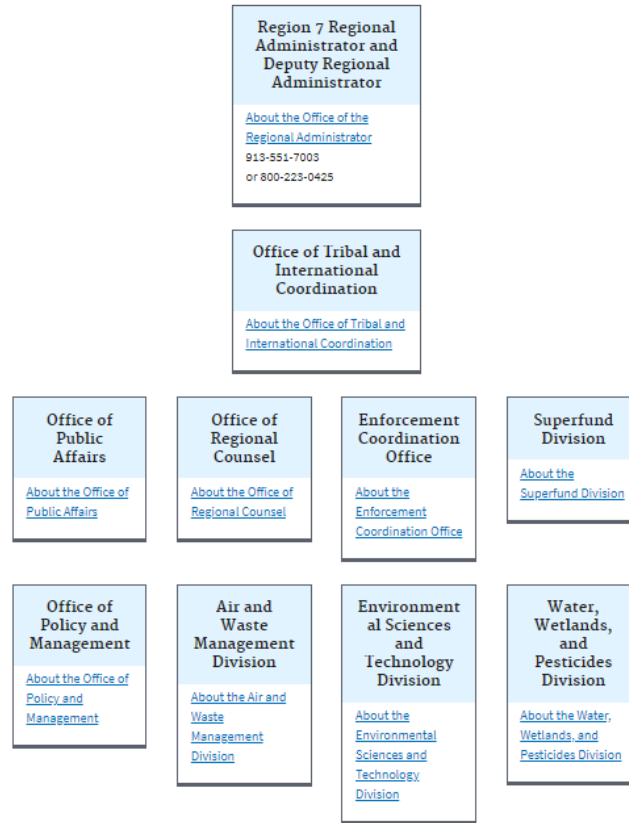 Region 7 Regional
Administrator and
Deputy Regional
Administrator
About the Office of the
Regional Administrator
913-551-7003
or 800-223-0425
Office of Tribal and
International
Coordination
About the Office of Tribal and
International Coordination
Office of
Public
Affairs
About the Office of
Public Affairs
Office of
Regional
Counsel
About the Office of
Regional Counsel
Enforcement
Coordination
Office
About the
Enforcement
Coordination Office
Superfund
Division
About the
Superfund Division
Office of
Policy and
Management
About the Office of
Policy and
Management
Air and
Waste
Management
Division
About the Air and
Waste
Management
Division
Environment
al Sciences
and
Technology
Division
About the
Environmental
Sciences and
Technology
Division
Water,
Wetlands,
and
Pesticides
Division
About the Water,
Wetlands, and
Pesticides Division